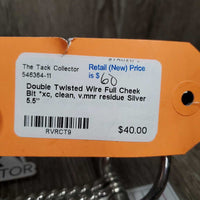 The Tack Collector
546364-11
Retail (New) Price
is $60
Double Twisted Wire Full Cheek
Bit *xc, clean, v.mnr residue Silver
5.5"
RVRCT9
$40.00